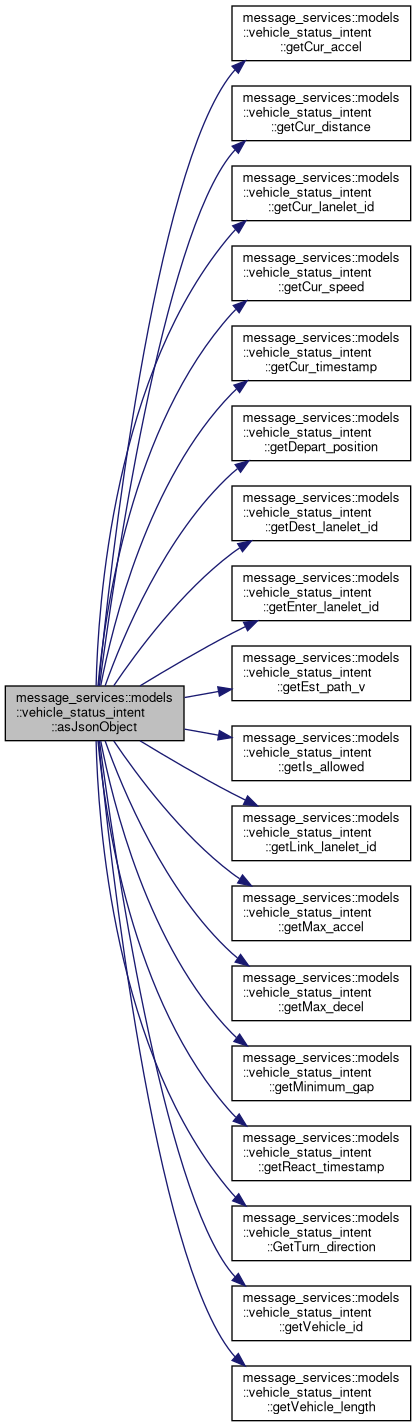 message_services::models
::vehicle_status_intent
::getCur_accel
message_services::models
::vehicle_status_intent
::getCur_distance
message_services::models
::vehicle_status_intent
::getCur_lanelet_id
message_services::models
::vehicle_status_intent
::getCur_speed
message_services::models
::vehicle_status_intent
::getCur_timestamp
message_services::models
::vehicle_status_intent
::getDepart_position
message_services::models
::vehicle_status_intent
::getDest_lanelet_id
message_services::models
::vehicle_status_intent
::getEnter_lanelet_id
message_services::models
::vehicle_status_intent
::asJsonObject
message_services::models
::vehicle_status_intent
::getEst_path_v
message_services::models
::vehicle_status_intent
::getIs_allowed
message_services::models
::vehicle_status_intent
::getLink_lanelet_id
message_services::models
::vehicle_status_intent
::getMax_accel
message_services::models
::vehicle_status_intent
::getMax_decel
message_services::models
::vehicle_status_intent
::getMinimum_gap
message_services::models
::vehicle_status_intent
::getReact_timestamp
message_services::models
::vehicle_status_intent
::GetTurn_direction
message_services::models
::vehicle_status_intent
::getVehicle_id
message_services::models
::vehicle_status_intent
::getVehicle_length